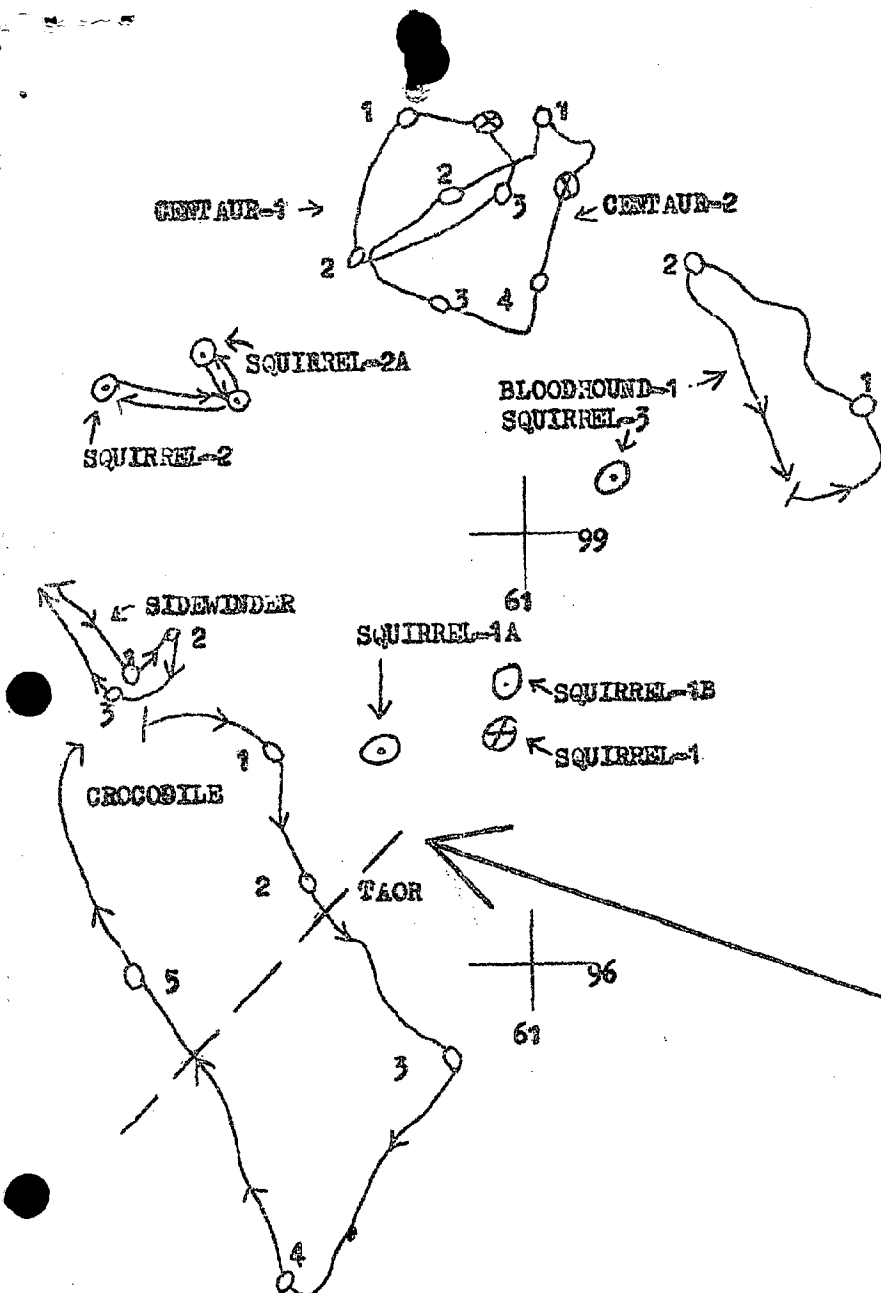 1
1
2
3
CENTAUR-1
CENTAUR-2
2
2
3
4
SQUIRREL-2A
BLOODHOUND-1
SQUIRREL-3
1
SQUIRREL-2
99
61
SIDEWINDER
2
SQUIRREL-1A
1
3
SQUIRREL-1B
1
SQUIRREL-1
CROCODILE
2
TAOR
5
96
61
3
4